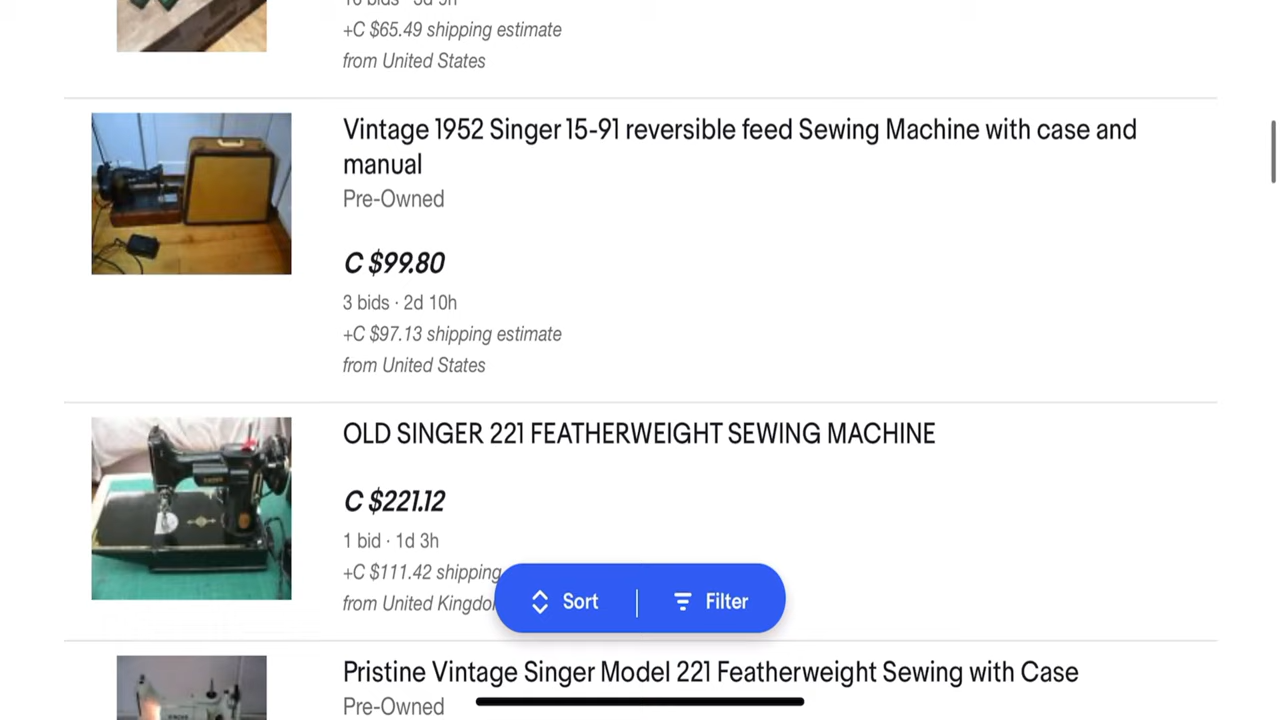 +C $65.49 shipping estimate
from United States
Vintage 1952 Singer 15-91 reversible feed Sewing Machine with case and
manual
Pre-Owned
C $99.80
3 bids · 2d 10h
+C $97.13 shipping estimate
from United States
OLD SINGER 221 FEATHERWEIGHT SEWING MACHINE
C $221.12
1 bid · 1d 3h
+C $111.42 shipping
from United
Sort
Filter
Pristine Vintage Singer Model 221 Featherweight Sewing with Case
Pre-Owned